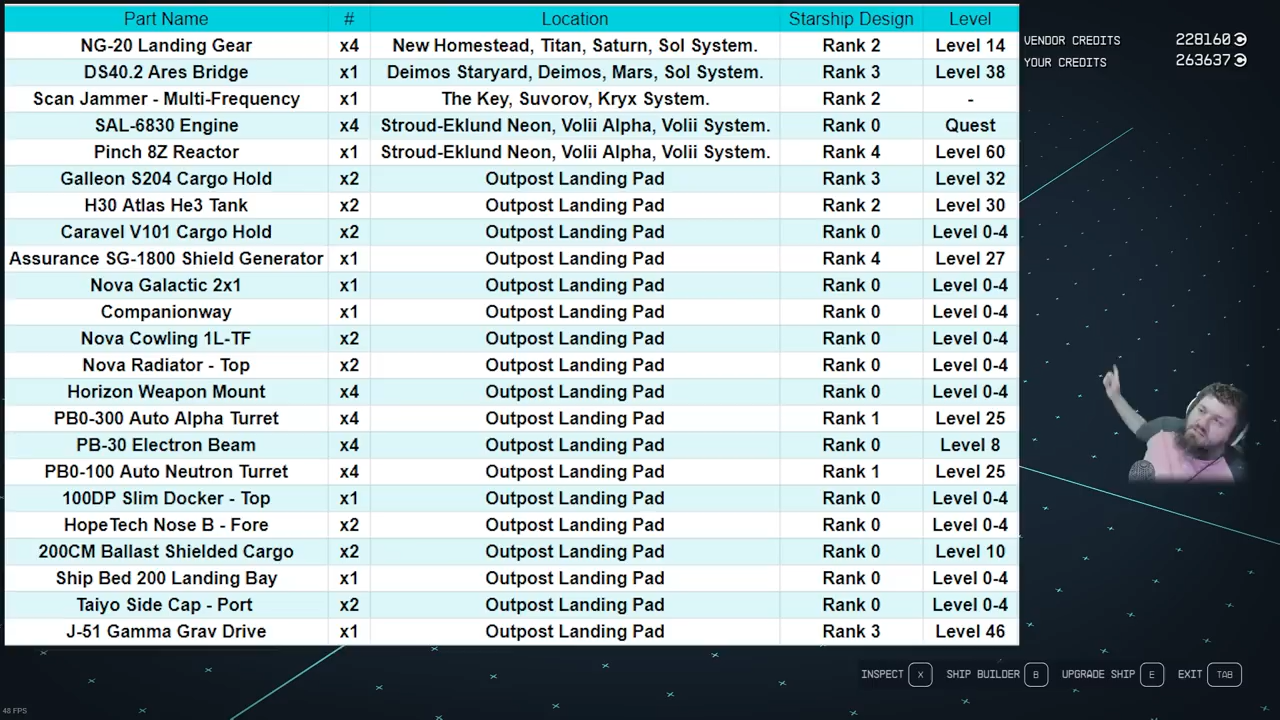 Part Name # Location Starship Design Level
NG-20 Landing Gear x4 New Homestead, Titan, Saturn, Sol System. Rank 2 Level 14
DS40.2 Ares Bridge x1 Deimos Staryard, Deimos, Mars, Sol System. Rank 3 Level 38
Scan Jammer - Multi-Frequency x1 The Key, Suvorov, Kryx System. Rank 2 -
SAL-6830 Engine x4 Stroud-Eklund Neon, Volii Alpha, Volii System. Rank 0 Quest
Pinch 8Z Reactor x1 Stroud-Eklund Neon, Volii Alpha, Volii System. Rank 4 Level 60
Galleon S204 Cargo Hold x2 Outpost Landing Pad Rank 3 Level 32
H30 Atlas He3 Tank x2 Outpost Landing Pad Rank 2 Level 30
Caravel V101 Cargo Hold x2 Outpost Landing Pad Rank 0 Level 0-4
Assurance SG-1800 Shield Generator x1 Outpost Landing Pad Rank 4 Level 27
Nova Galactic 2x1 x1 Outpost Landing Pad Rank 0 Level 0-4
Companionway x1 Outpost Landing Pad Rank 0 Level 0-4
Nova Cowling 1L-TF x2 Outpost Landing Pad Rank 0 Level 0-4
Nova Radiator - Top x2 Outpost Landing Pad Rank 0 Level 0-4
Horizon Weapon Mount x4 Outpost Landing Pad Rank 0 Level 0-4
PB0-300 Auto Alpha Turret x4 Outpost Landing Pad Rank 1 Level 25
PB-30 Electron Beam x4 Outpost Landing Pad Rank 0 Level 8
PB0-100 Auto Neutron Turret x4 Outpost Landing Pad Rank 1 Level 25
100DP Slim Docker - Top x1 Outpost Landing Pad Rank 0 Level 0-4
HopeTech Nose B - Fore x2 Outpost Landing Pad Rank 0 Level 0-4
200CM Ballast Shielded Cargo x2 Outpost Landing Pad Rank 0 Level 10
Ship Bed 200 Landing Bay x1 Outpost Landing Pad Rank 0 Level 0-4
Taiyo Side Cap - Port x2 Outpost Landing Pad Rank 0 Level 0-4
J-51 Gamma Grav Drive x1 Outpost Landing Pad Rank 3 Level 46
VENDOR CREDITS 228160
YOUR CREDITS 263637
INSPECT X SHIP BUILDER B UPGRADE SHIP E EXIT TAB
48 FPS